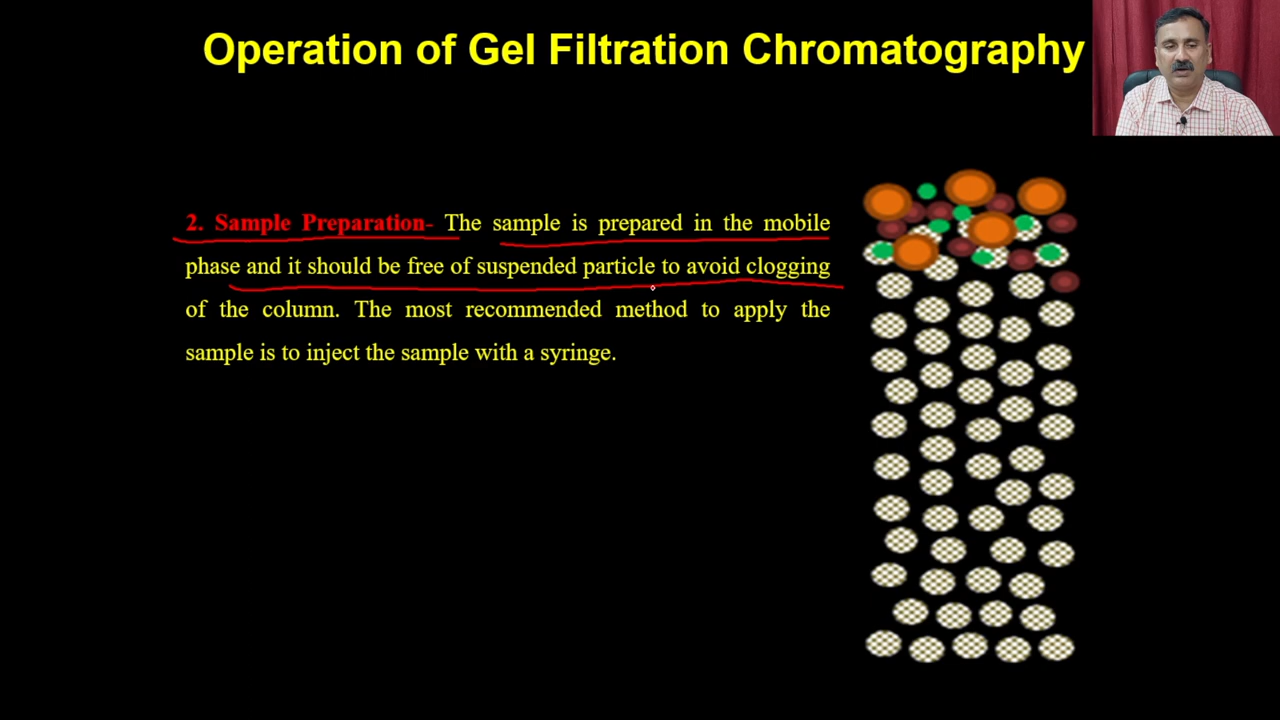 Operation of Gel Filtration Chromatography
2. Sample Preparation- The sample is prepared in the mobile
phase and it should be free of suspended particle to avoid clogging
of the column. The most recommended method to apply the
sample is to inject the sample with a syringe.